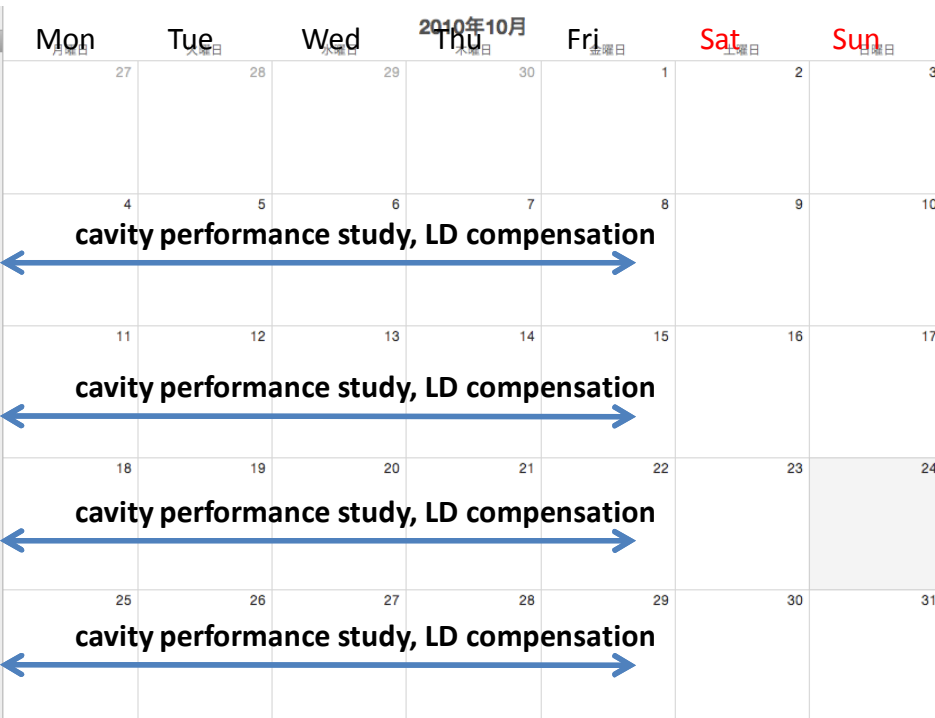 2010年10月
Mon Tue Wed Thu Fri Sat Sun
月曜日 火曜日 水曜日 木曜日 金曜日 土曜日 日曜日
27 28 29 30 1 2 3
4 5 6 7 8 9 10
cavity performance study, LD compensation
11 12 13 14 15 16 17
cavity performance study, LD compensation
18 19 20 21 22 23 24
cavity performance study, LD compensation
25 26 27 28 29 30 31
cavity performance study, LD compensation